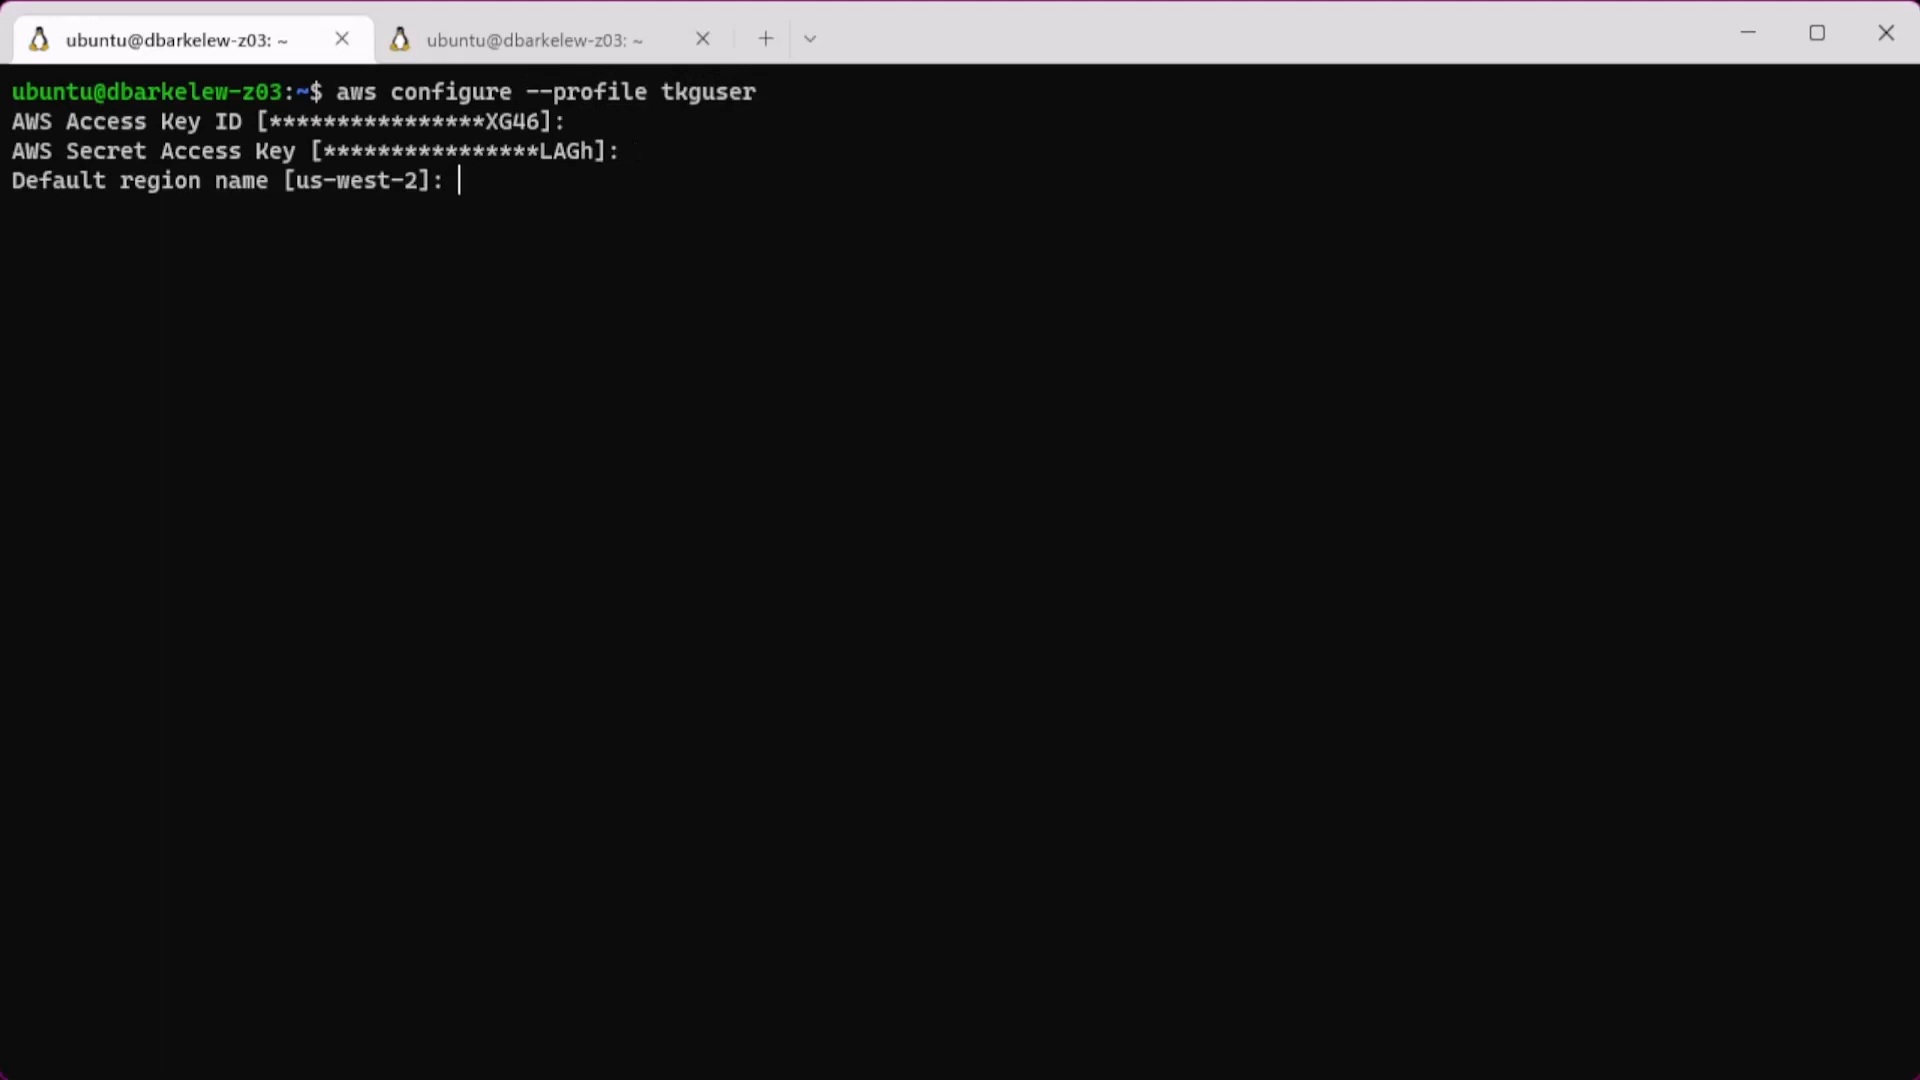 ubuntu@dbarkelew-z03: ~
ubuntu@dbarkelew-z03: ~
ubuntu@dbarkelew-z03:~$ aws configure --profile tkguser
AWS Access Key ID [****************XG46]:
AWS Secret Access Key [****************LAGh]:
Default region name [us-west-2]: